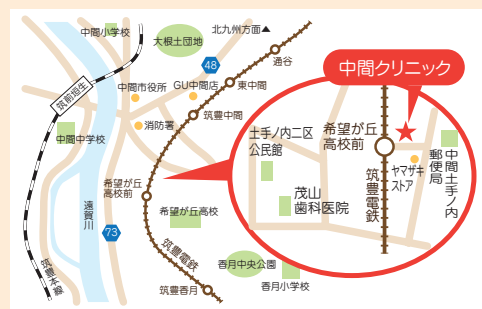 中間小学校
大根土団地
北九州方面▲
通谷
48
中間市役所
GU中間店
東中間
筑前垣生
消防署
筑豊中間
中間中学校
希望が丘
高校前
遠賀川
73
希望が丘高校
筑豊電鉄
筑豊本線
香月中央公園
筑豊香月
香月小学校
中間クリニック
土手ノ内二区
公民館
希望が丘
高校前
茂山
歯科医院
筑豊電鉄
ヤマザキ
ストア
中間土手ノ内
郵便局